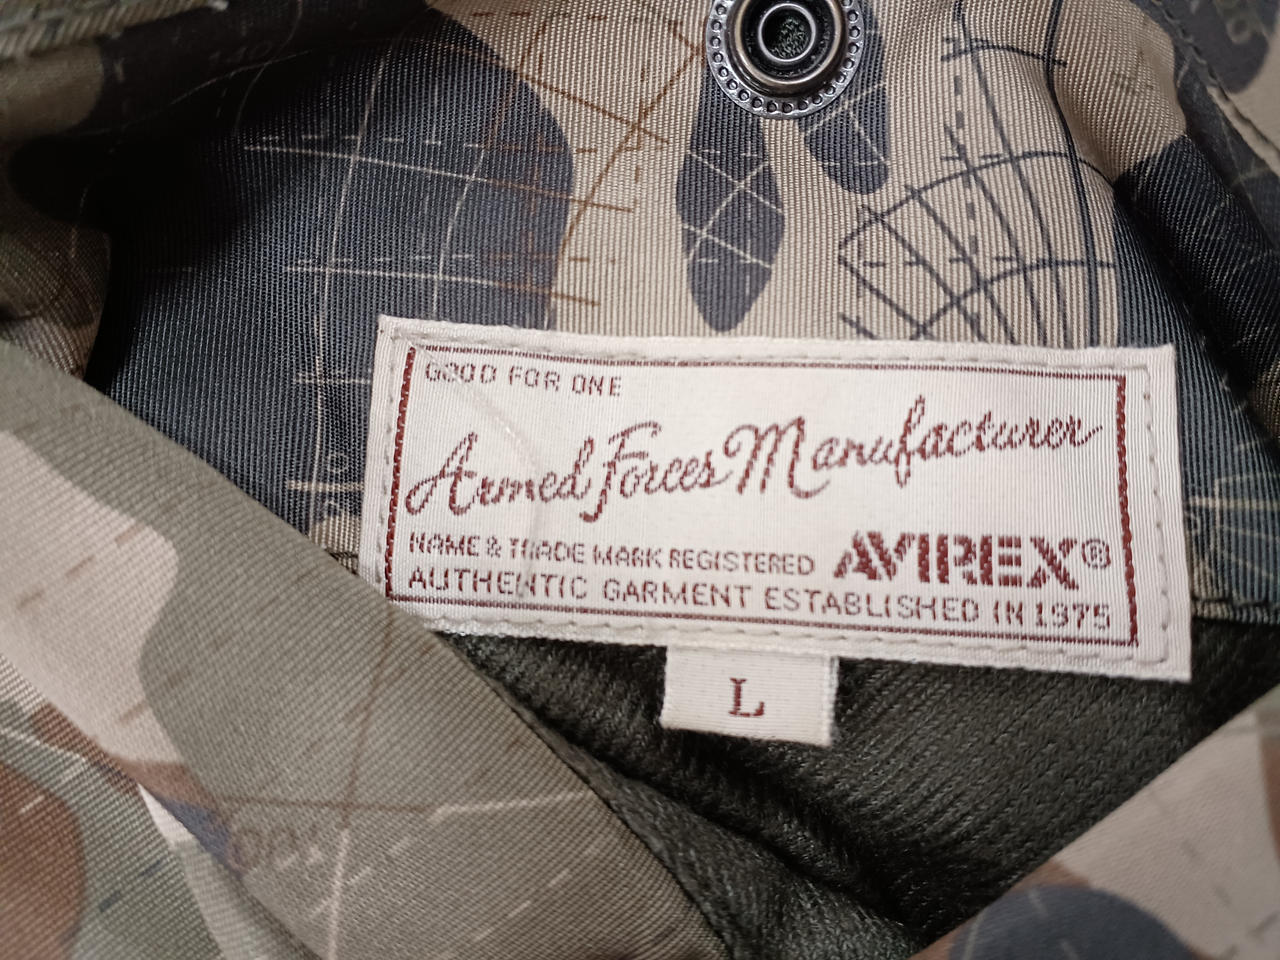 GOOD FOR ONE
Armed Forces Manufacturer
NAME & TRADE MARK REGISTERED AVIREX®
AUTHENTIC GARMENT ESTABLISHED IN 1975
L